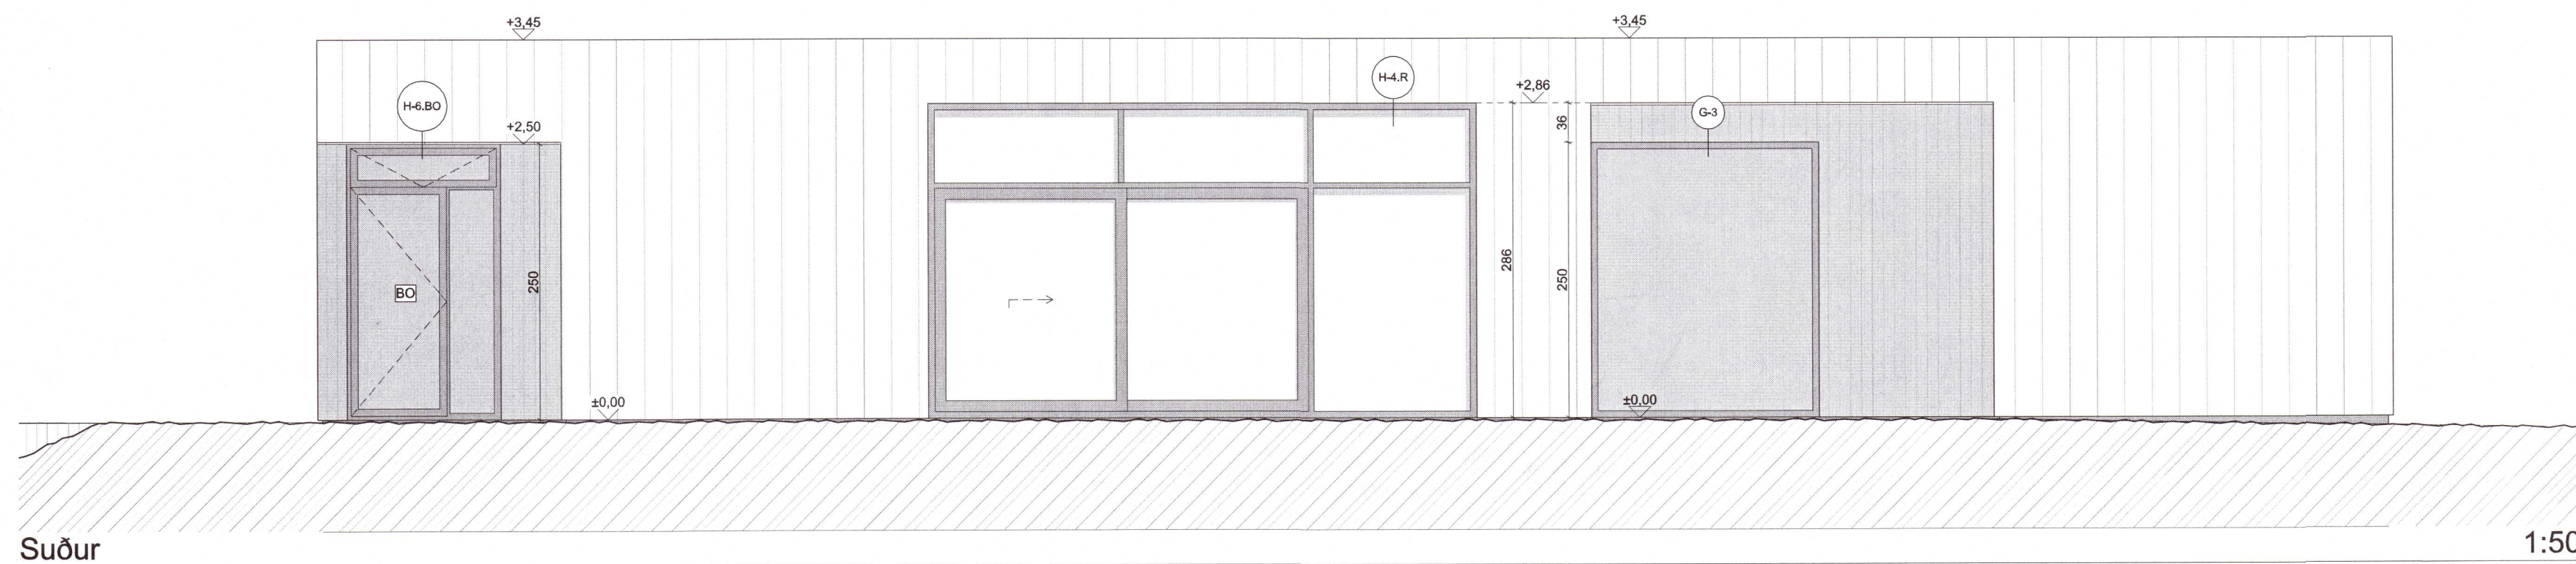 +3,45
+3,45
H-6.BO
H-4.R
+2,86
G-3
36
+2,50
286
250
250
BO
±0,00
±0,00
Suður
1:50